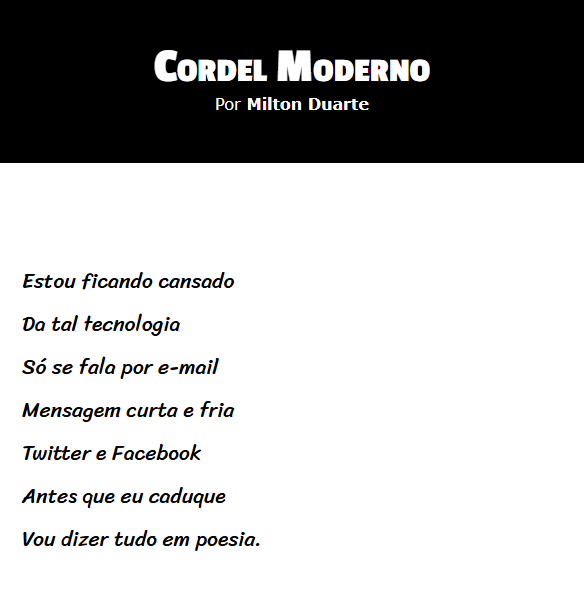 Cordel Moderno
Por Milton Duarte
Estou ficando cansado
Da tal tecnologia
Só se fala por e-mail
Mensagem curta e fria
Twitter e Facebook
Antes que eu caduque
Vou dizer tudo em poesia.